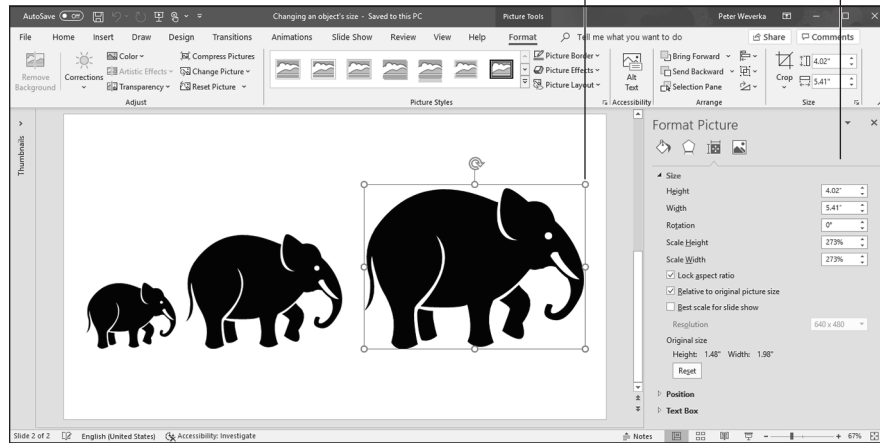 AutoSave Off Changing an object's size - Saved to this PC Picture Tools Peter Weverka
File Home Insert Draw Design Transitions Animations Slide Show Review View Help Format Tell me what you want to do Share Comments
Remove Background
Corrections
Color
Artistic Effects
Transparency
Compress Pictures
Change Picture
Reset Picture
Adjust
Picture Styles
Picture Border
Picture Effects
Picture Layout
Alt Text
Accessibility
Bring Forward
Send Backward
Selection Pane
Arrange
Crop
4.02"
5.41"
Size
Thumbnails
Format Picture
Size
Height 4.02"
Width 5.41"
Rotation 0°
Scale Height 273%
Scale Width 273%
Lock aspect ratio
Relative to original picture size
Best scale for slide show
Resolution 640 x 480
Original size
Height: 1.48" Width: 1.98"
Reset
Position
Text Box
Slide 2 of 2 English (United States) Accessibility: Investigate Notes 67%